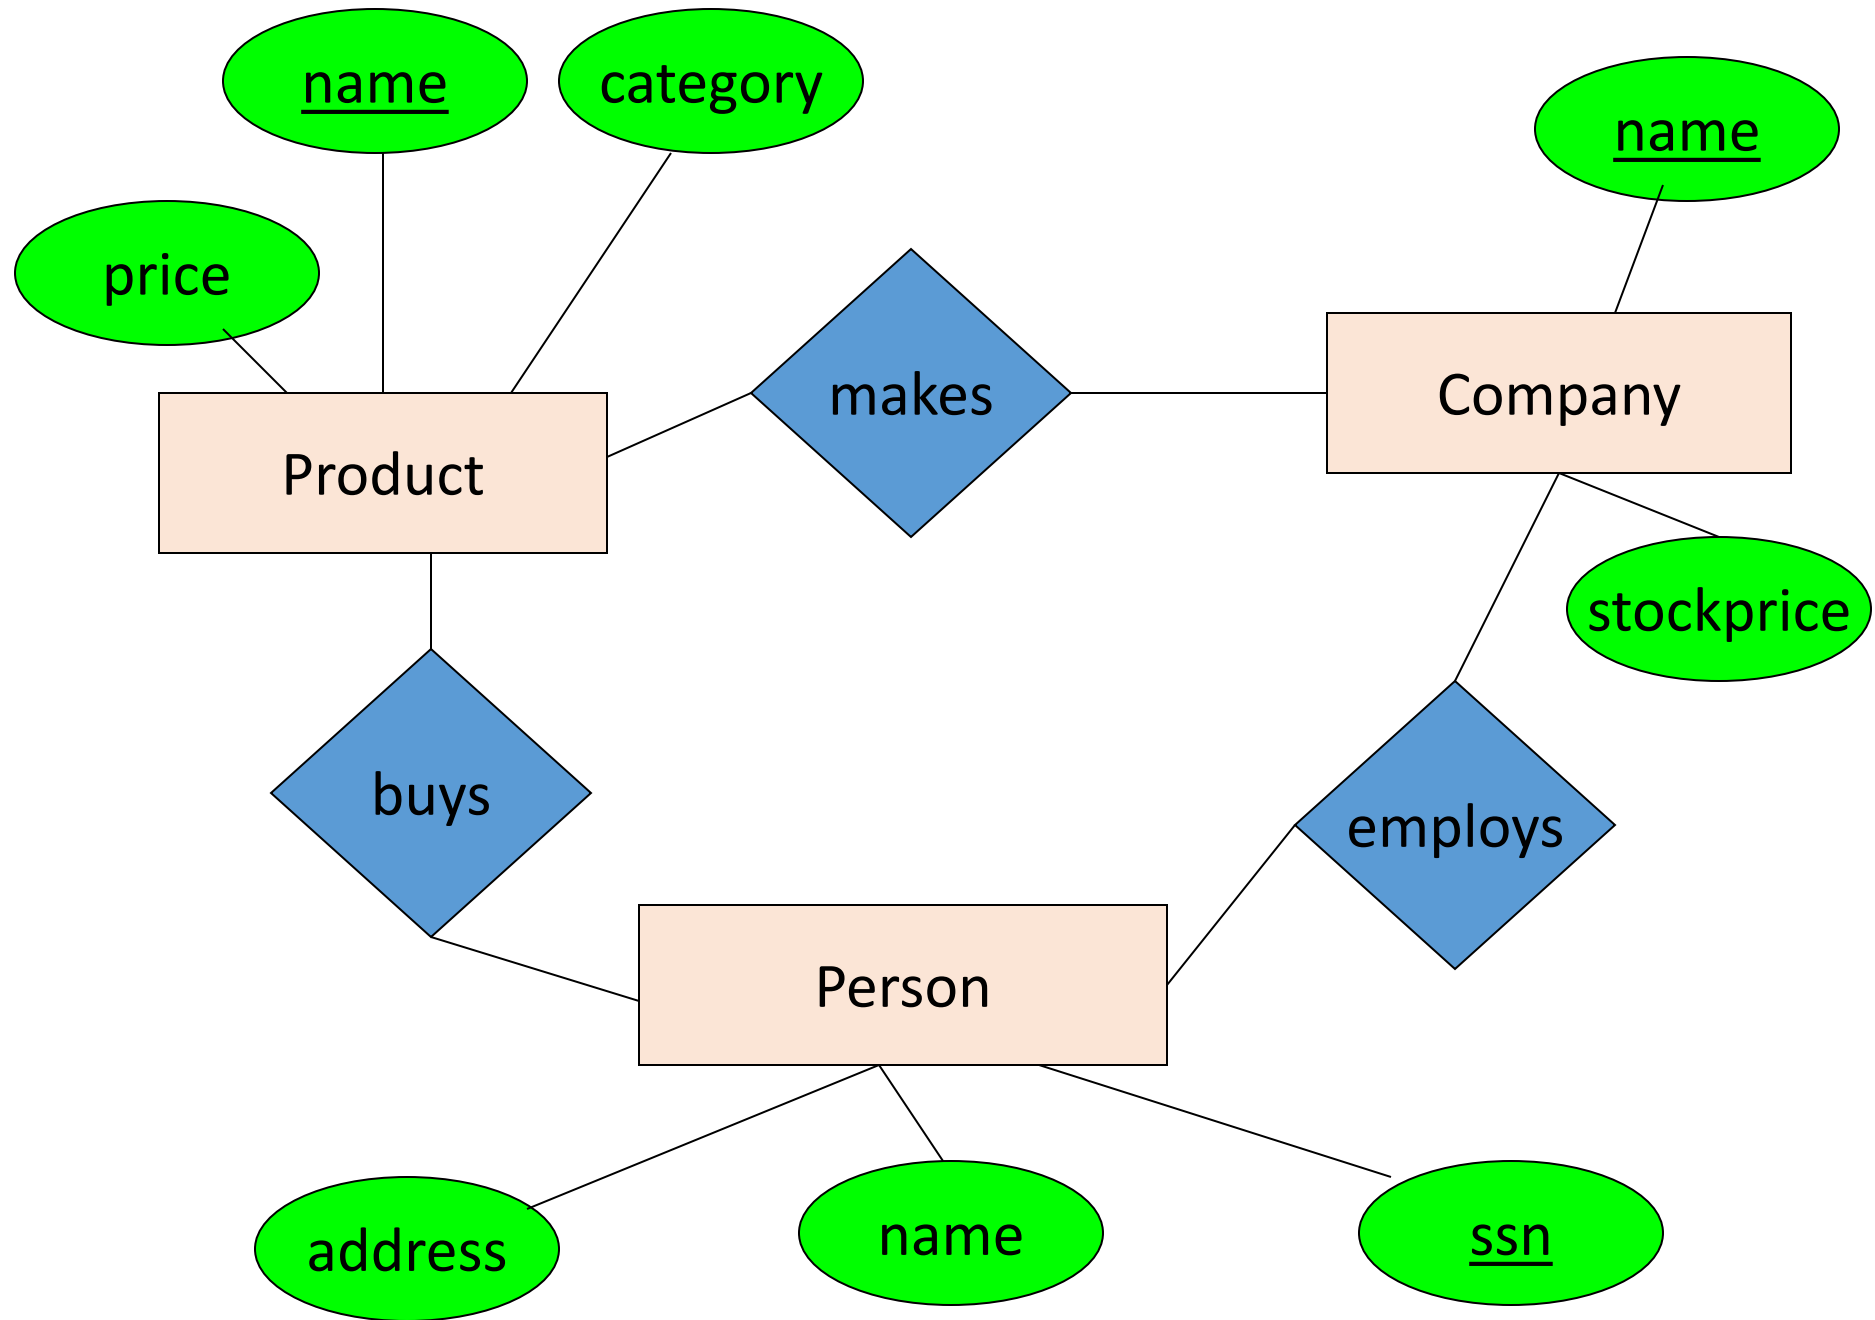 name
category
name
price
makes
Company
Product
stockprice
buys
employs
Person
address
name
ssn